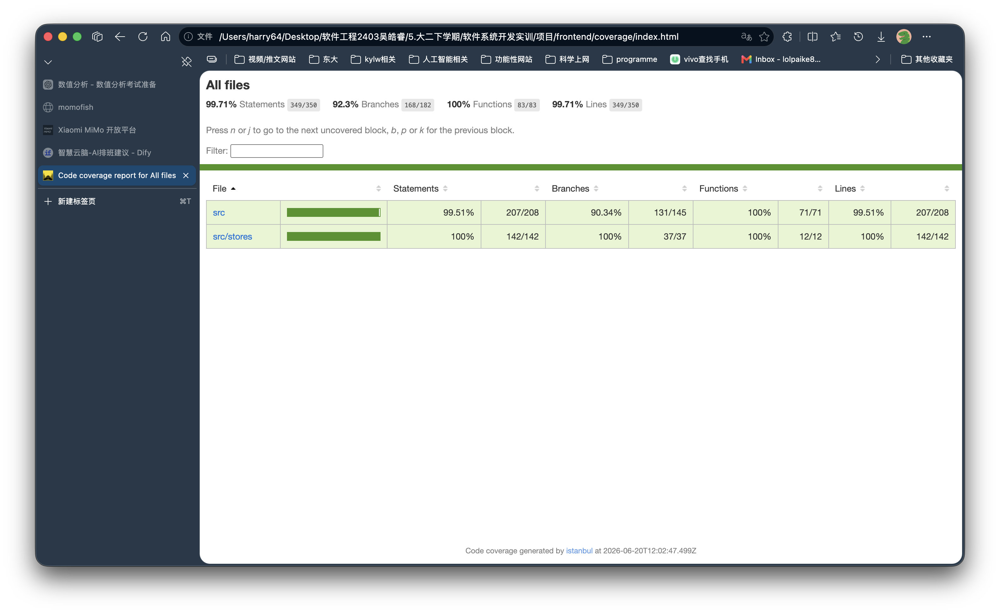 文件 /Users/harry64/Desktop/软件工程2403吴皓睿/5.大二下学期/软件系统开发实训/项目/frontend/coverage/index.html
视频/推文网站 东大 kylw相关 人工智能相关 功能性网站 科学上网 programme vivo查找手机 Inbox - lolpaike8... 其他收藏夹
数值分析 - 数值分析考试准备
momofish
Xiaomi MiMo 开放平台
智慧云脑-AI排班建议 - Dify
Code coverage report for All files
新建标签页 ⌘T
All files
99.71% Statements 349/350 92.3% Branches 168/182 100% Functions 83/83 99.71% Lines 349/350
Press n or j to go to the next uncovered block, b, p or k for the previous block.
Filter:
File Statements Branches Functions Lines
src 99.51% 207/208 90.34% 131/145 100% 71/71 99.51% 207/208
src/stores 100% 142/142 100% 37/37 100% 12/12 100% 142/142
Code coverage generated by istanbul at 2026-06-20T12:02:47.499Z